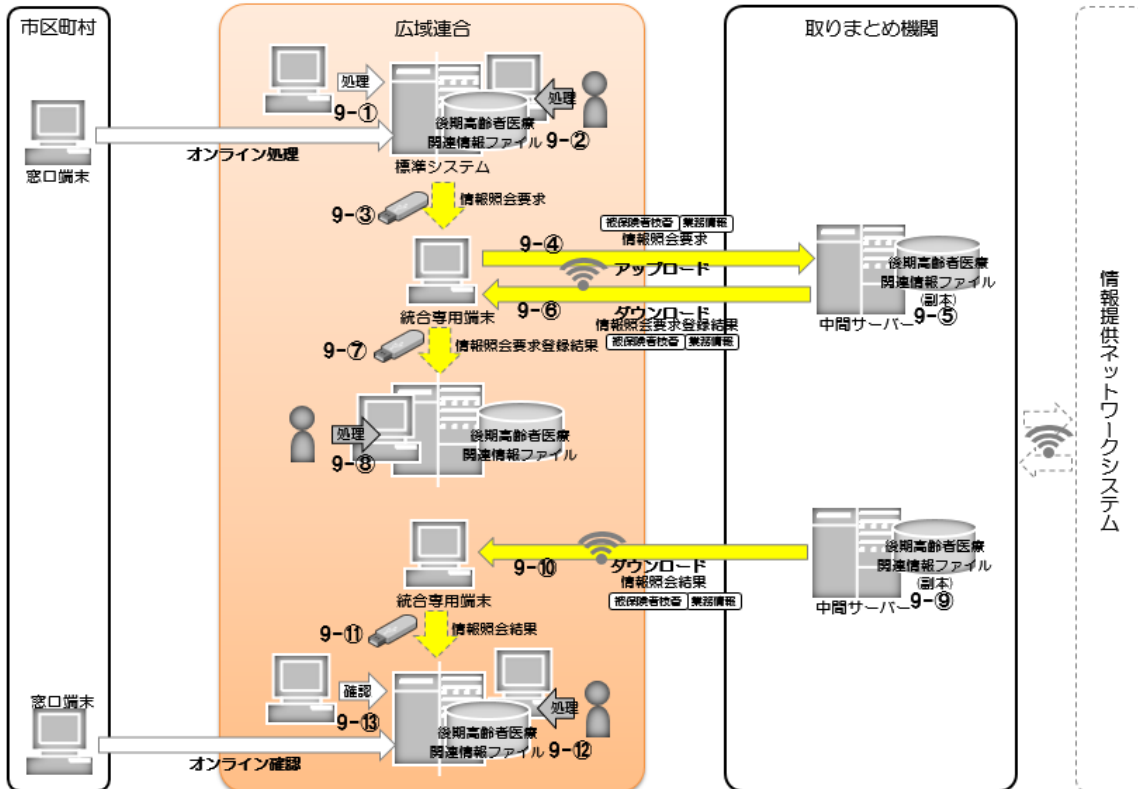 市区町村
広域連合
取りまとめ機関
処理
9-①
処理
後期高齢者医療
関連情報ファイル
9-②
オンライン処理
標準システム
窓口端末
9-③
情報照会要求
被保険者枝番
業務情報
9-④
情報照会要求
アップロード
後期高齢者医療
関連情報ファイル
(副本)
9-⑤
中間サーバー
9-⑥
ダウンロード
統合専用端末
情報照会要求登録結果
被保険者枝番
業務情報
9-⑦
情報照会要求登録結果
処理
9-⑧
後期高齢者医療
関連情報ファイル
情報提供ネットワークシステム
9-⑩
ダウンロード
情報照会結果
被保険者枝番
業務情報
後期高齢者医療
関連情報ファイル
(副本)
9-⑨
中間サーバー
統合専用端末
9-⑪
情報照会結果
窓口端末
確認
9-⑬
処理
後期高齢者医療
関連情報ファイル
9-⑫
オンライン確認